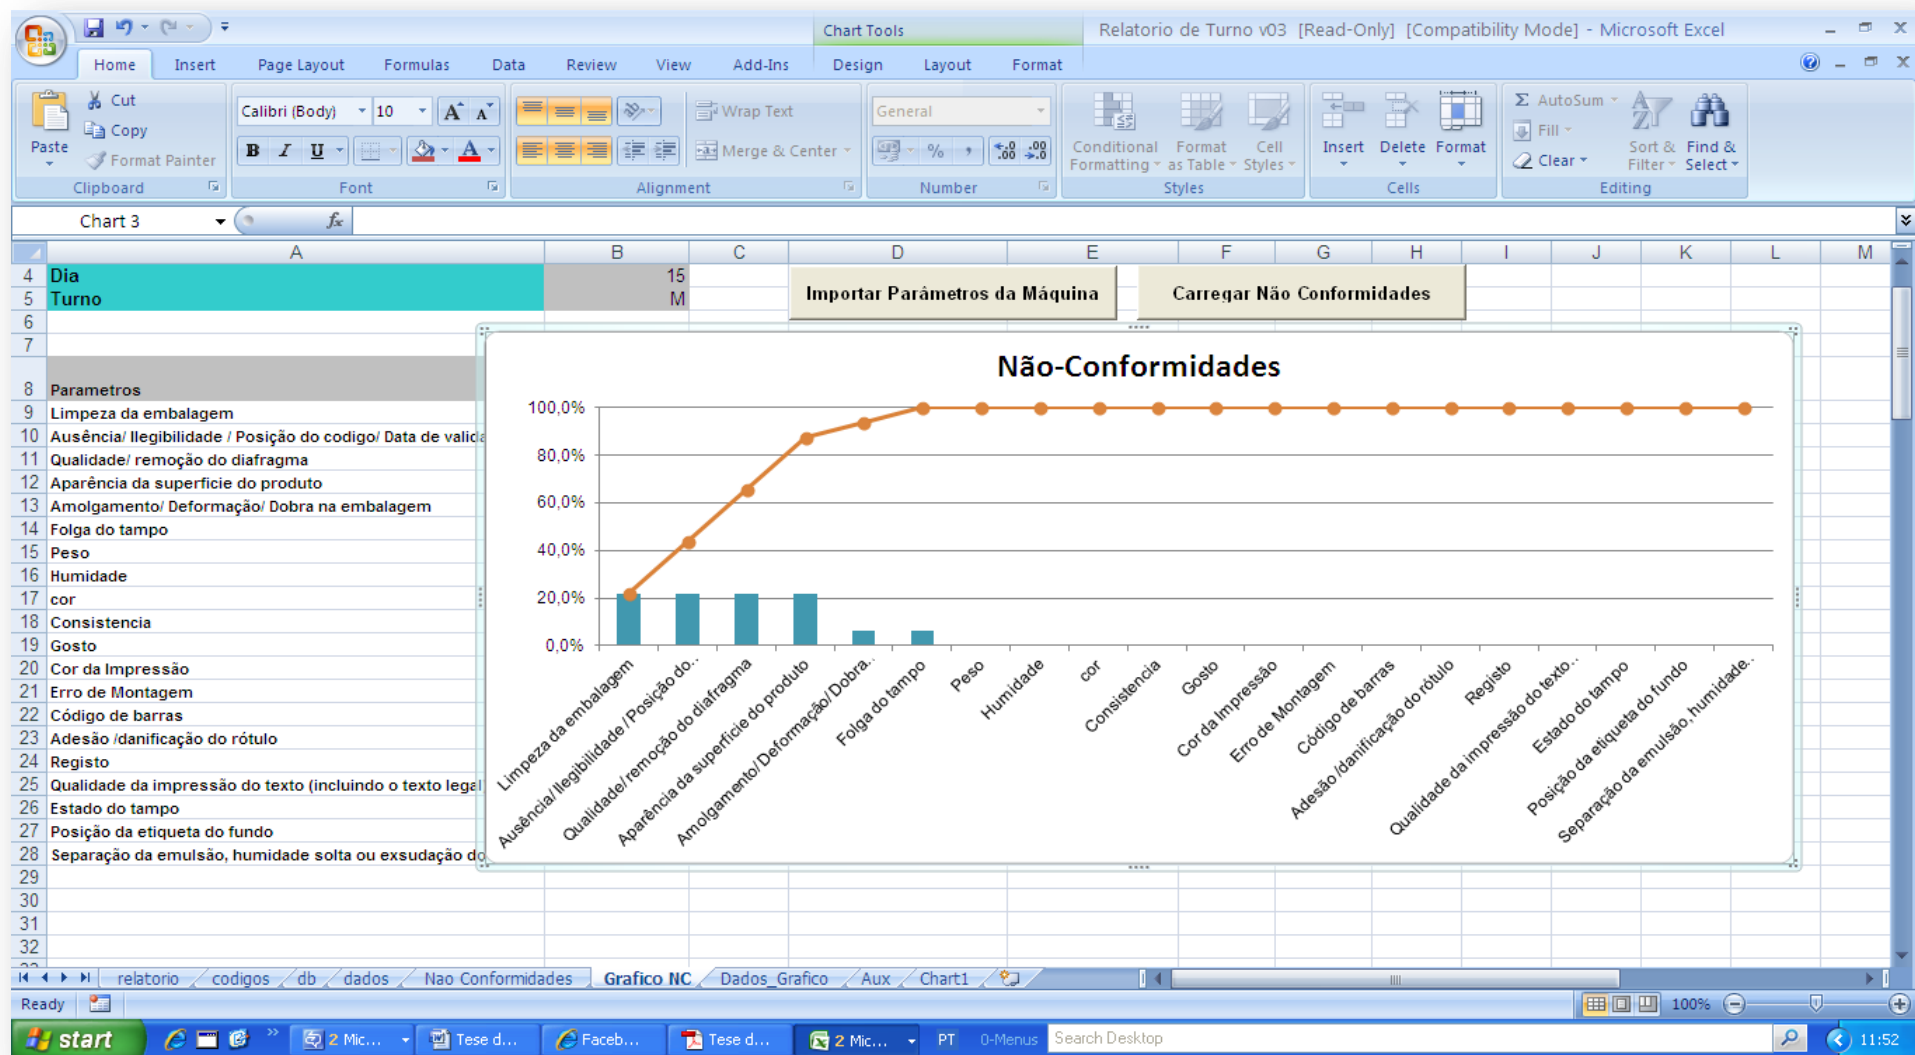 Chart Tools
Relatorio de Turno v03 [Read-Only] [Compatibility Mode] - Microsoft Excel
Home Insert Page Layout Formulas Data Review View Add-Ins Design Layout Format
Paste
Cut
Copy
Format Painter
Clipboard
Calibri (Body) 10
B I U
Font
Wrap Text
Merge & Center
Alignment
General
% , .00 .0
Number
Conditional Formatting
Format as Table
Cell Styles
Styles
Insert Delete Format
Cells
Σ AutoSum
Fill
Clear
Sort & Filter
Find & Select
Editing
Chart 3 fx
A B C D E F G H I J K L M
4 Dia 15
5 Turno M
Importar Parâmetros da Máquina
Carregar Não Conformidades
6
7
8 Parametros
9 Limpeza da embalagem
10 Ausência/ Ilegibilidade / Posição do codigo/ Data de valida
11 Qualidade/ remoção do diafragma
12 Aparência da superficie do produto
13 Amolgamento/ Deformação/ Dobra na embalagem
14 Folga do tampo
15 Peso
16 Humidade
17 cor
18 Consistencia
19 Gosto
20 Cor da Impressão
21 Erro de Montagem
22 Código de barras
23 Adesão /danificação do rótulo
24 Registo
25 Qualidade da impressão do texto (incluindo o texto legal
26 Estado do tampo
27 Posição da etiqueta do fundo
28 Separação da emulsão, humidade solta ou exsudação do
29
30
31
32
Não-Conformidades
100,0%
80,0%
60,0%
40,0%
20,0%
0,0%
Limpeza da embalagem
Ausência/ Ilegibilidade / Posição do..
Qualidade/ remoção do diafragma
Aparência da superficie do produto
Amolgamento/ Deformação/ Dobra..
Folga do tampo
Peso
Humidade
cor
Consistencia
Gosto
Cor da Impressão
Erro de Montagem
Código de barras
Adesão /danificação do rótulo
Registo
Qualidade da impressão do texto..
Estado do tampo
Posição da etiqueta do fundo
Separação da emulsão, humidade..
relatorio codigos db dados Nao Conformidades Grafico NC Dados_Grafico Aux Chart1
Ready 100%
start 2 Mic... Tese d... Faceb... Tese d... 2 Mic... PT 0-Menus Search Desktop 11:52